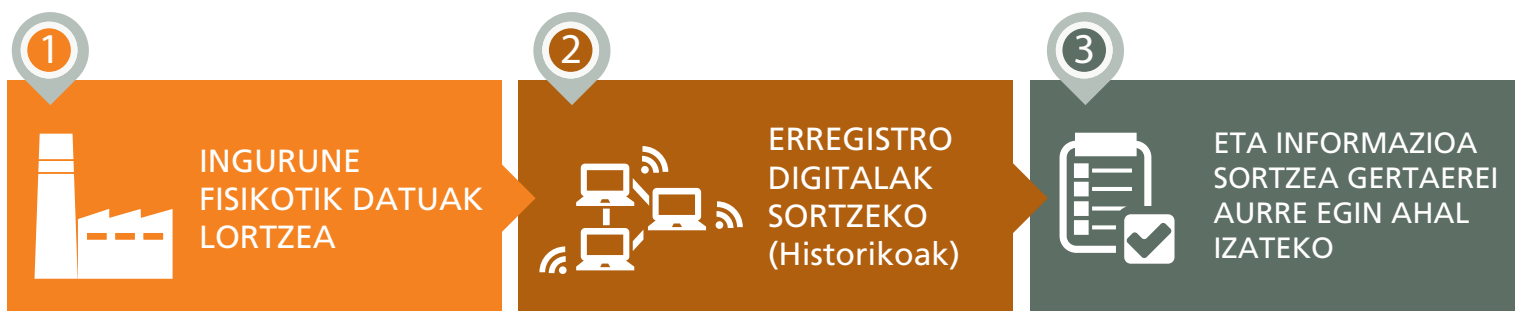 1
INGURUNE
FISIKOTIK DATUAK
LORTZEA
2
ERREGISTRO
DIGITALAK
SORTZEKO
(Historikoak)
3
ETA INFORMAZIOA
SORTZEA GERTAEREI
AURRE EGIN AHAL
IZATEKO